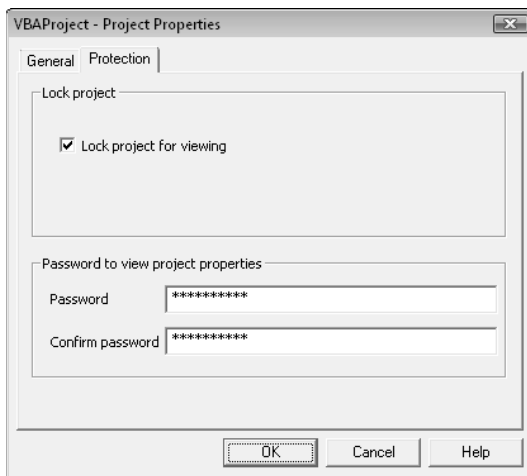 VBAProject - Project Properties
General Protection
Lock project
Lock project for viewing
Password to view project properties
Password **********
Confirm password **********
OK Cancel Help